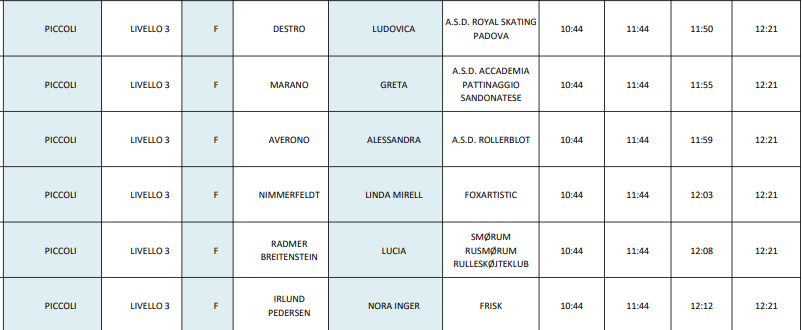 PICCOLI LIVELLO 3 F DESTRO LUDOVICA A.S.D. ROYAL SKATING PADOVA 10:44 11:44 11:50 12:21
PICCOLI LIVELLO 3 F MARANO GRETA A.S.D. ACCADEMIA PATTINAGGIO SANDONATESE 10:44 11:44 11:55 12:21
PICCOLI LIVELLO 3 F AVERONO ALESSANDRA A.S.D. ROLLERBLOT 10:44 11:44 11:59 12:21
PICCOLI LIVELLO 3 F NIMMERFELDT LINDA MIRELL FOXARTISTIC 10:44 11:44 12:03 12:21
PICCOLI LIVELLO 3 F RADMER BREITENSTEIN LUCIA SMØRUM RUSMØRUM RULLESKØJTEKLUB 10:44 11:44 12:08 12:21
PICCOLI LIVELLO 3 F IRLUND PEDERSEN NORA INGER FRISK 10:44 11:44 12:12 12:21